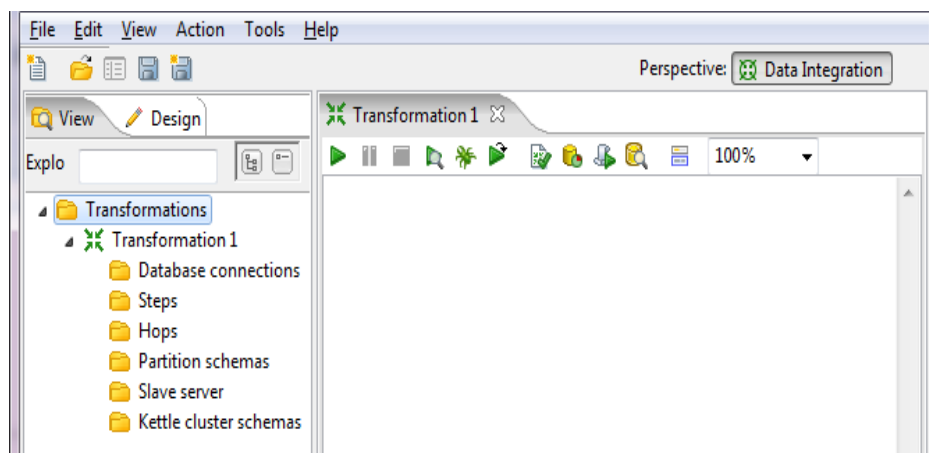 File Edit View Action Tools Help
Perspective: Data Integration
View Design
Transformation 1
Explo
100%
Transformations
Transformation 1
Database connections
Steps
Hops
Partition schemas
Slave server
Kettle cluster schemas